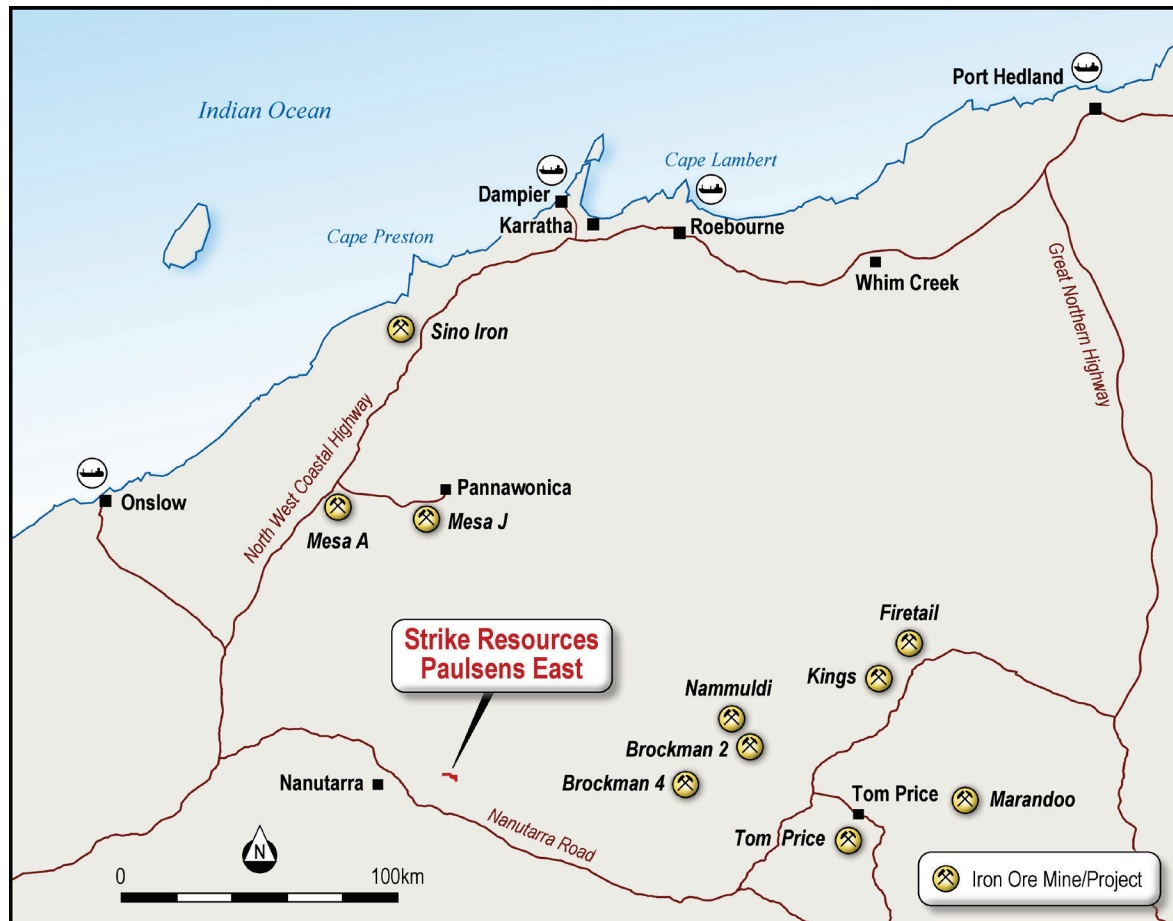 Port Hedland
Indian Ocean
Cape Lambert
Dampier
Karratha
Roebourne
Cape Preston
Whim Creek
Great Northern Highway
Sino Iron
North West Coastal Highway
Pannawonica
Onslow
Mesa J
Mesa A
Firetail
Strike Resources
Paulsens East
Kings
Nammuldi
Brockman 2
Nanutarra
Brockman 4
Tom Price
Marandoo
Nanutarra Road
Tom Price
N
0
100km
Iron Ore Mine/Project